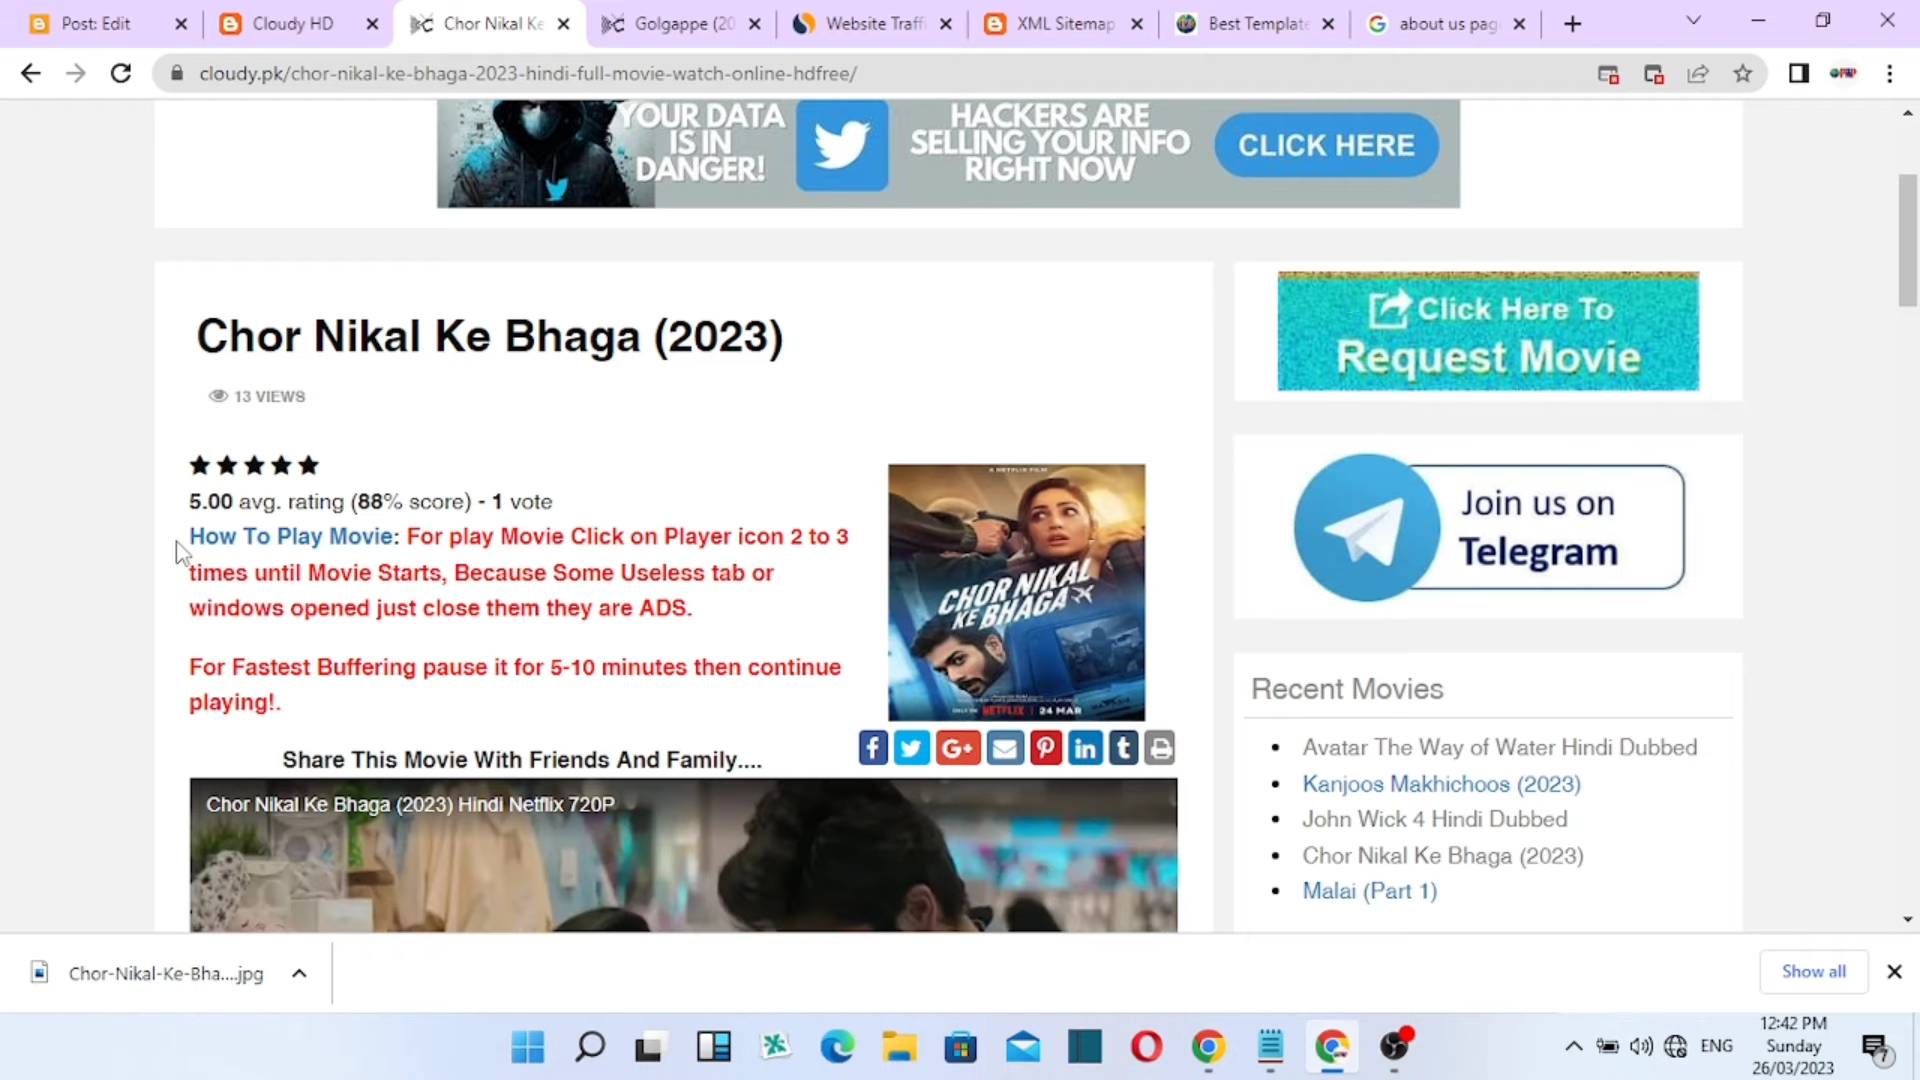 Post: Edit
Cloudy HD
Chor Nikal Ke
Golgappe (20
Website Traffi
XML Sitemap
Best Template
about us pag
cloudy.pk/chor-nikal-ke-bhaga-2023-hindi-full-movie-watch-online-hdfree/
YOUR DATA
IS IN
DANGER!
HACKERS ARE
SELLING YOUR INFO
RIGHT NOW
CLICK HERE
Chor Nikal Ke Bhaga (2023)
13 VIEWS
5.00 avg. rating (88% score) - 1 vote
How To Play Movie: For play Movie Click on Player icon 2 to 3
times until Movie Starts, Because Some Useless tab or
windows opened just close them they are ADS.
For Fastest Buffering pause it for 5-10 minutes then continue
playing!.
A NETFLIX FILM
CHOR NIKAL
KE BHAGA
ONLY ON NETFLIX | 24 MAR
Share This Movie With Friends And Family....
Chor Nikal Ke Bhaga (2023) Hindi Netflix 720P
Click Here To
Request Movie
Join us on
Telegram
Recent Movies
Avatar The Way of Water Hindi Dubbed
Kanjoos Makhichoos (2023)
John Wick 4 Hindi Dubbed
Chor Nikal Ke Bhaga (2023)
Malai (Part 1)
Chor-Nikal-Ke-Bha....jpg
Show all
ENG
12:42 PM
Sunday
26/03/2023
7